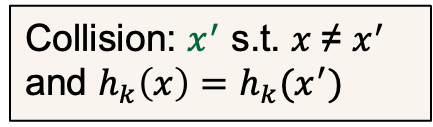 Collision: x′ s.t. x ≠ x′
and hₖ(x) = hₖ(x′)